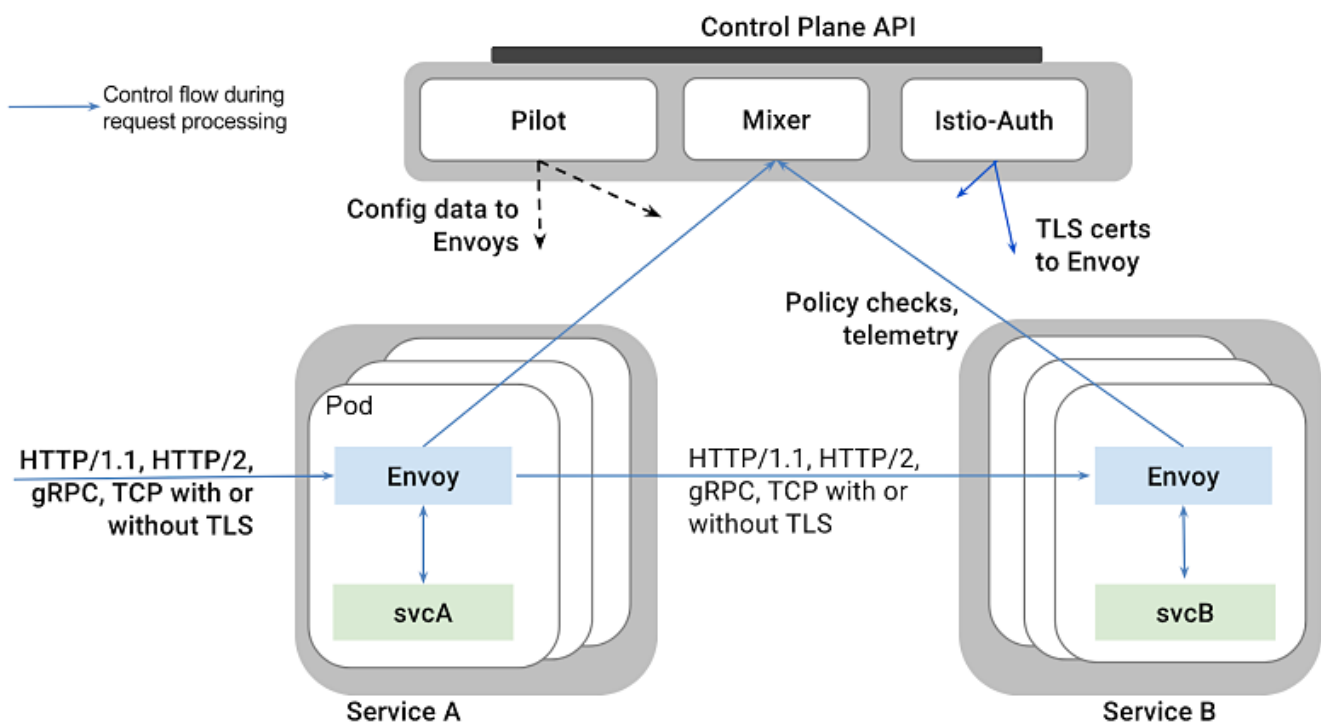 Control Plane API
Control flow during
request processing
Pilot
Mixer
Istio-Auth
Config data to
Envoys
TLS certs
to Envoy
Policy checks,
telemetry
Pod
HTTP/1.1, HTTP/2,
gRPC, TCP with or
without TLS
Envoy
HTTP/1.1, HTTP/2,
gRPC, TCP with or
without TLS
Envoy
svcA
svcB
Service A
Service B